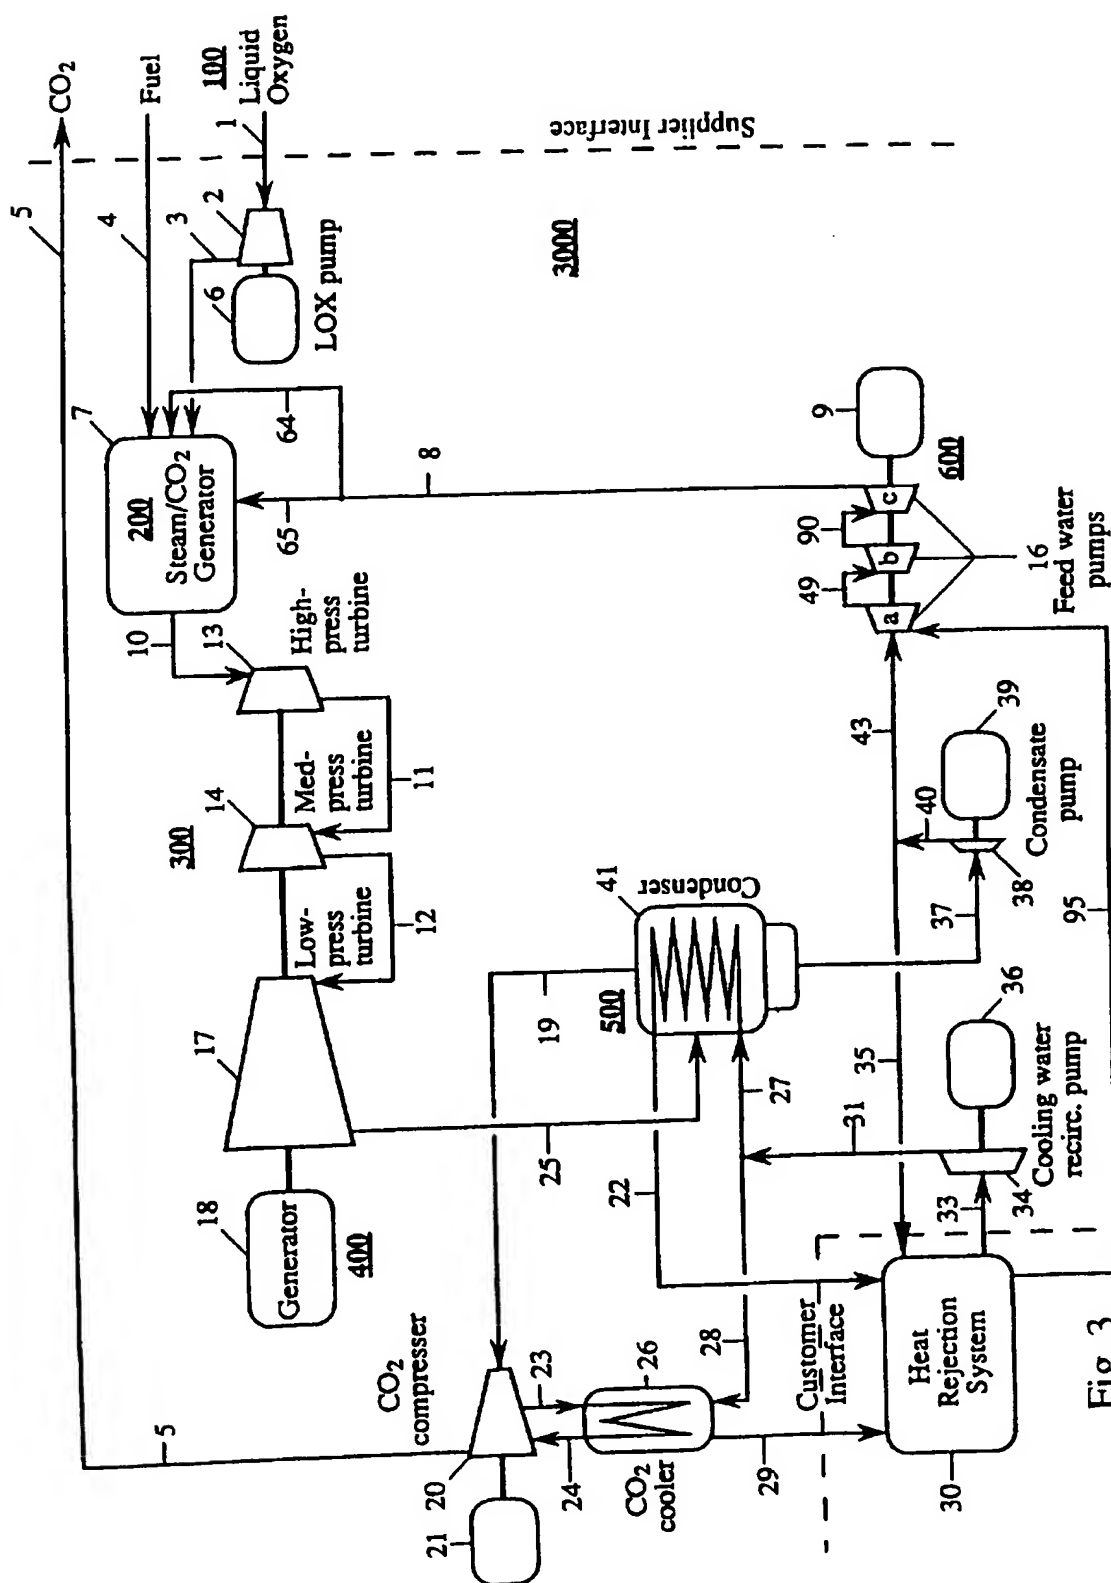 CO2
Fuel
100
Liquid
Oxygen
1
Supplier Interface
5
4
3
2
6
LOX pump
3000
7
200
Steam/CO2
Generator
64
65
8
9
600
10
13
High-
press
turbine
11
14
Med-
press
turbine
300
12
Low-
press
turbine
17
18
Generator
400
90
49
c
b
a
16
Feed water
pumps
43
39
40
38
Condensate
pump
37
95
41
Condenser
500
19
25
27
35
36
31
22
33
34
Cooling water
recirc. pump
5
CO2
compresser
20
21
23
24
26
28
CO2
cooler
29
Customer
Interface
Heat
Rejection
System
30
Fig. 3